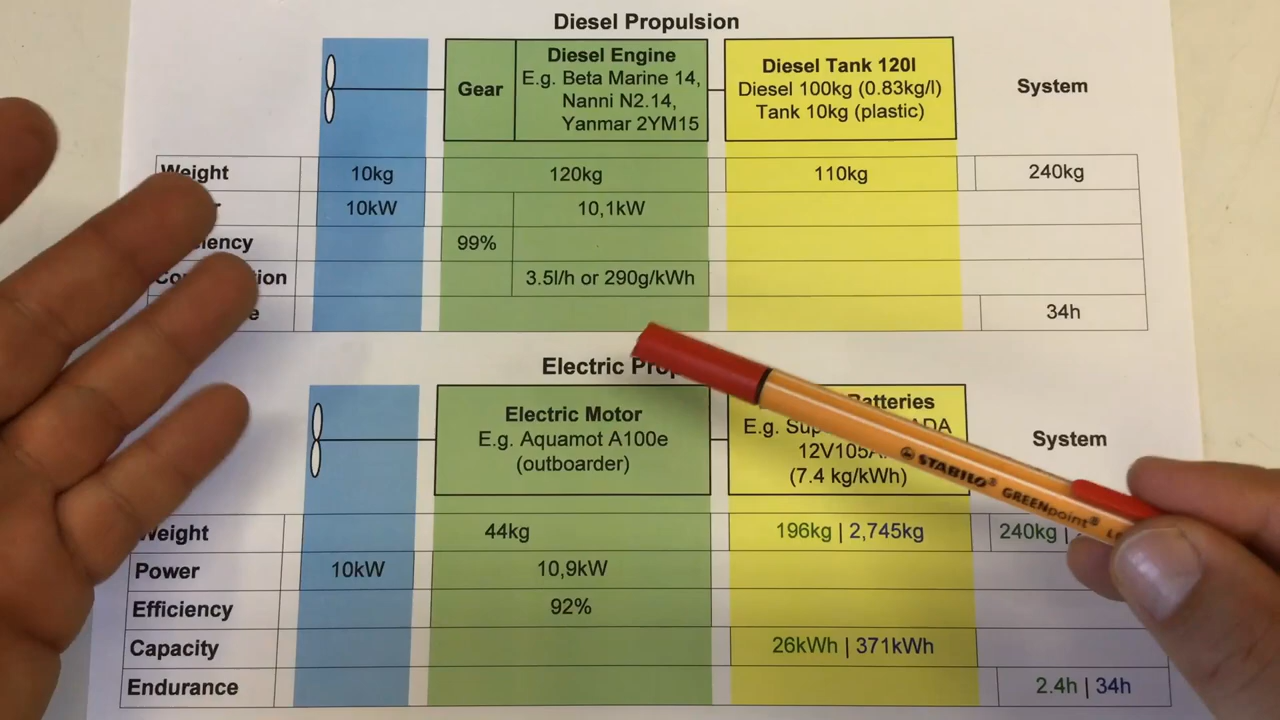 Diesel Propulsion
Gear
Diesel Engine
E.g. Beta Marine 14,
Nanni N2.14,
Yanmar 2YM15
Diesel Tank 120l
Diesel 100kg (0.83kg/l)
Tank 10kg (plastic)
System
Weight 10kg 120kg 110kg 240kg
10kW 10,1kW
99%
3.5l/h or 290g/kWh
34h
Electric
Electric Motor
E.g. Aquamot A100e
(outboarder)
Batteries
E.g.
(7.4 kg/kWh)
System
Weight 44kg 196kg | 2,745kg 240kg |
Power 10kW 10,9kW
Efficiency 92%
Capacity 26kWh | 371kWh
Endurance 2.4h | 34h
STABILO® GREENpoint®